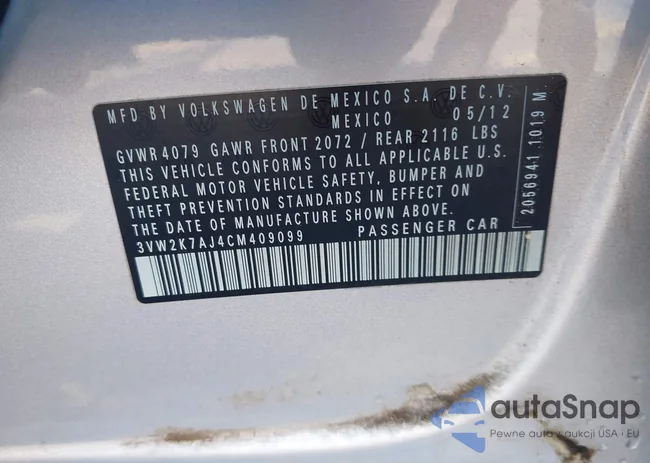 MFD BY VOLKSWAGEN DE MEXICO S.A. DE C.V.
MEXICO 05/12
GVWR 4079 GAWR FRONT 2072 / REAR 2116 LBS
THIS VEHICLE CONFORMS TO ALL APPLICABLE U.S.
FEDERAL MOTOR VEHICLE SAFETY, BUMPER AND
THEFT PREVENTION STANDARDS IN EFFECT ON
THE DATE OF MANUFACTURE SHOWN ABOVE.
3VW2K7AJ4CM409099 PASSENGER CAR
2056941 1019 M
autaSnap
Pewne auta z aukcji USA i EU